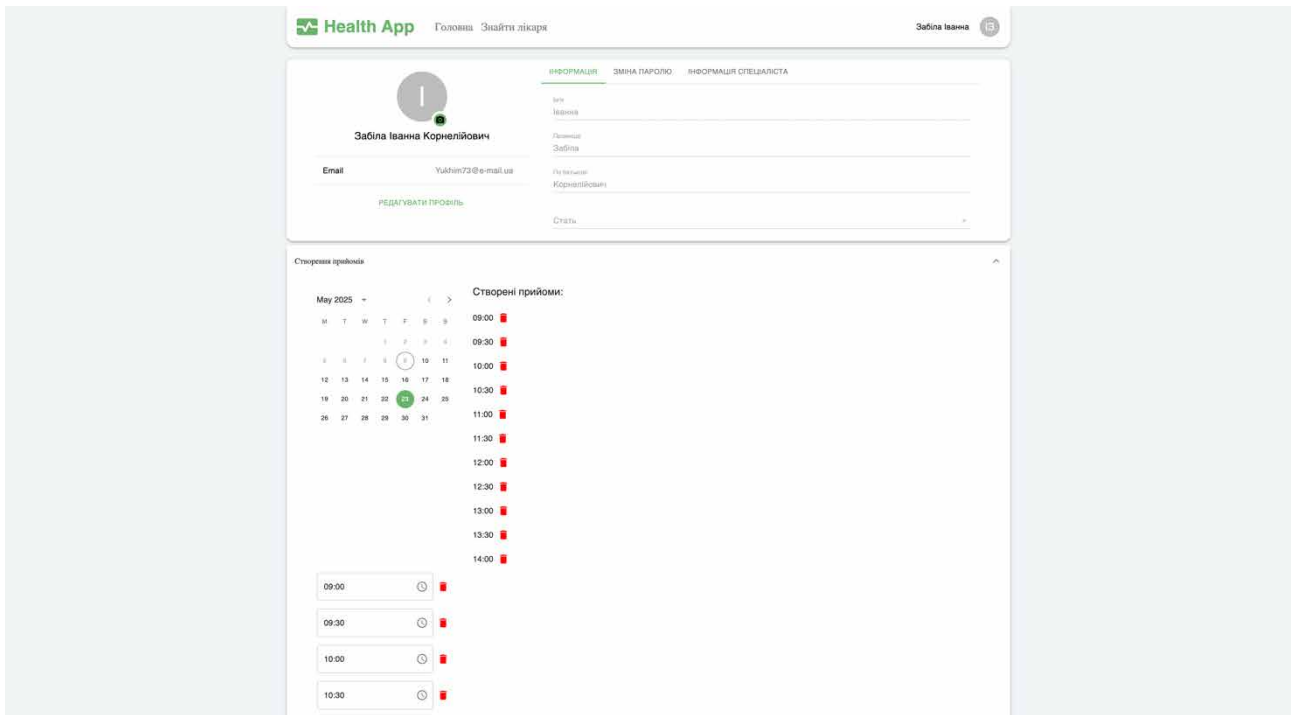 Health App Головна Знайти лікаря Забіла Іванна ІЗ
І
Забіла Іванна Корнелійович
Email Yukhim73@e-mail.ua
РЕДАГУВАТИ ПРОФІЛЬ
ІНФОРМАЦІЯ ЗМІНА ПАРОЛЮ ІНФОРМАЦІЯ СПЕЦІАЛІСТА
Іванна
Забіла
Корнелійович
Стать
Створення прийомів
May 2025
M T W T F S S
1 2 3 4
5 6 7 8 9 10 11
12 13 14 15 16 17 18
19 20 21 22 23 24 25
26 27 28 29 30 31
Створені прийоми:
09:00
09:30
10:00
10:30
11:00
11:30
12:00
12:30
13:00
13:30
14:00
09:00
09:30
10:00
10:30